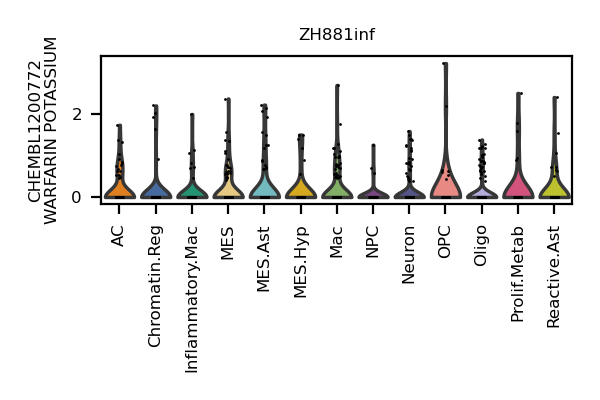 ZH881inf
CHEMBL1200772
WARFARIN POTASSIUM
2
0
AC
Chromatin.Reg
Inflammatory.Mac
MES
MES.Ast
MES.Hyp
Mac
NPC
Neuron
OPC
Oligo
Prolif.Metab
Reactive.Ast